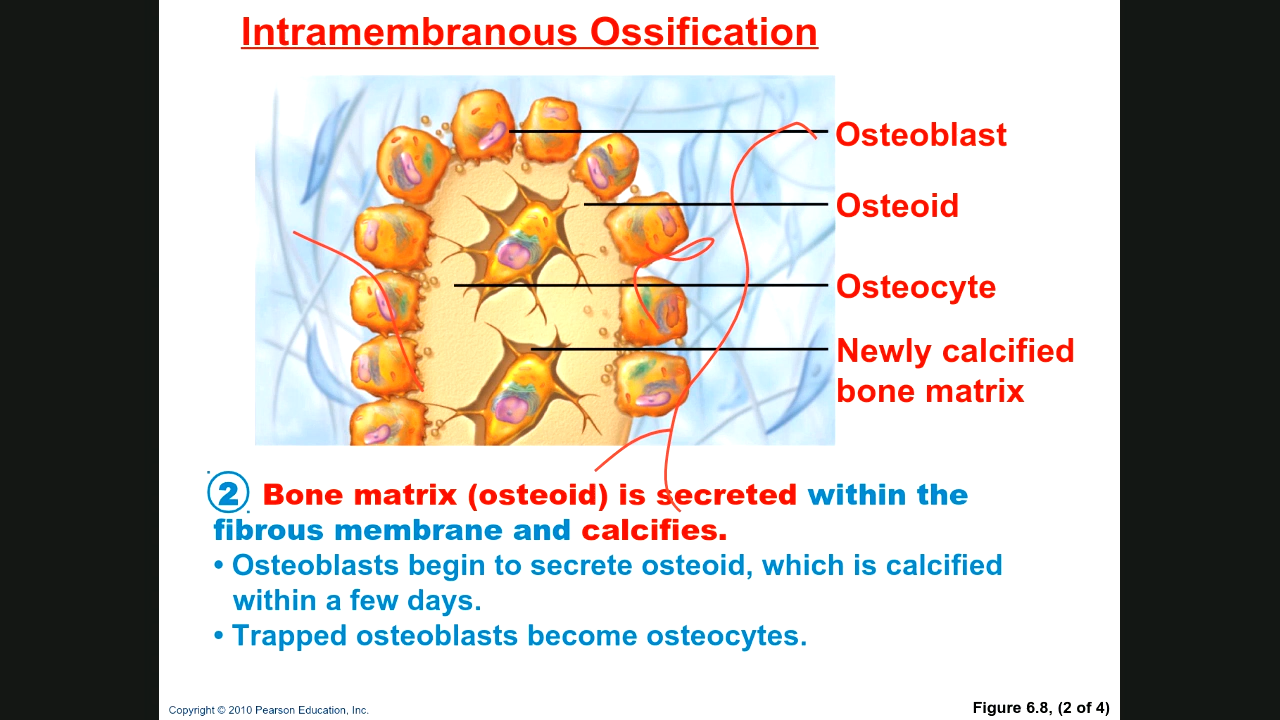 Intramembranous Ossification
Osteoblast
Osteoid
Osteocyte
Newly calcified
bone matrix
2 Bone matrix (osteoid) is secreted within the
fibrous membrane and calcifies.
• Osteoblasts begin to secrete osteoid, which is calcified
within a few days.
• Trapped osteoblasts become osteocytes.
Copyright © 2010 Pearson Education, Inc.
Figure 6.8, (2 of 4)